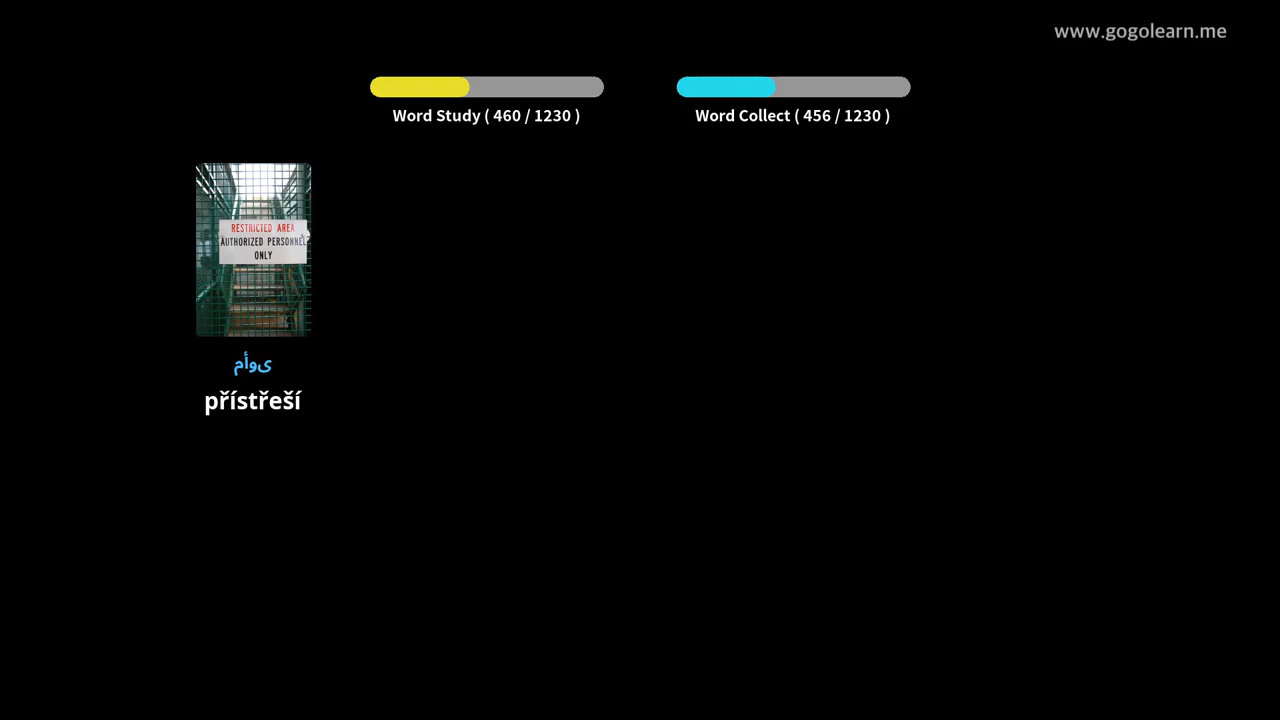 www.gogolearn.me
Word Study ( 460 / 1230 )
Word Collect ( 456 / 1230 )
RESTRICTED AREA
AUTHORIZED PERSONNEL
ONLY
مأوى
přístřeší